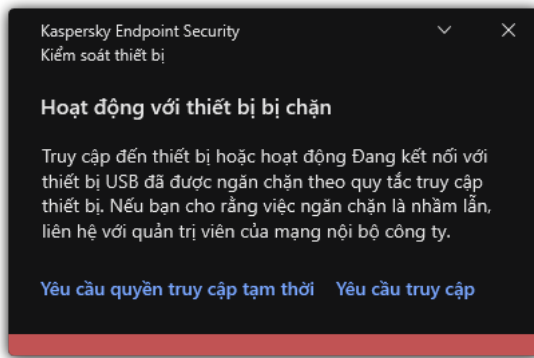 Kaspersky Endpoint Security
Kiểm soát thiết bị
Hoạt động với thiết bị bị chặn
Truy cập đến thiết bị hoặc hoạt động Đang kết nối với
thiết bị USB đã được ngăn chặn theo quy tắc truy cập
thiết bị. Nếu bạn cho rằng việc ngăn chặn là nhầm lẫn,
liên hệ với quản trị viên của mạng nội bộ công ty.
Yêu cầu quyền truy cập tạm thời Yêu cầu truy cập